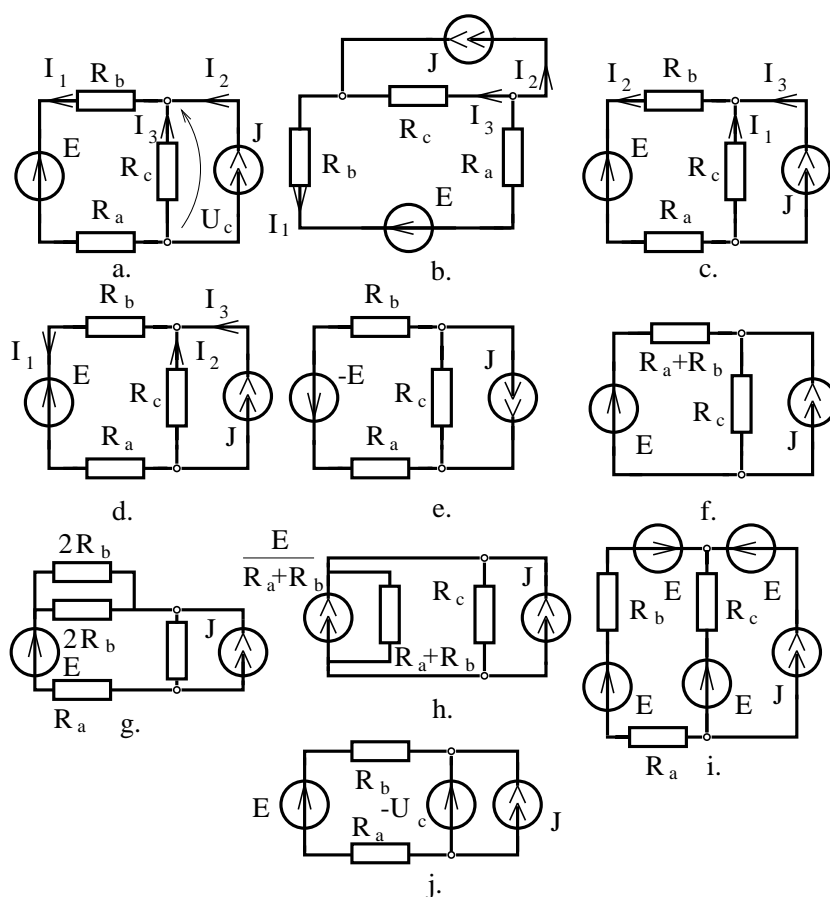 I 1 R b I 2
E I 3 R c J
R a U c
a.
J I 2
R c I 3
R b R a
I 1 E
b.
I 2 R b I 3
E I 1
R c J
R a
c.
R b I 3
I 1 E I 2
R c J
R a
d.
R b
-E J
R c
R a
e.
R a+R b
R c
E J
f.
2R b
2R b J
E
R a
g.
E
R a+R b
R c J
R a+R b
h.
E E
R b R c
E E J
R a
i.
R b
E -U c J
R a
j.